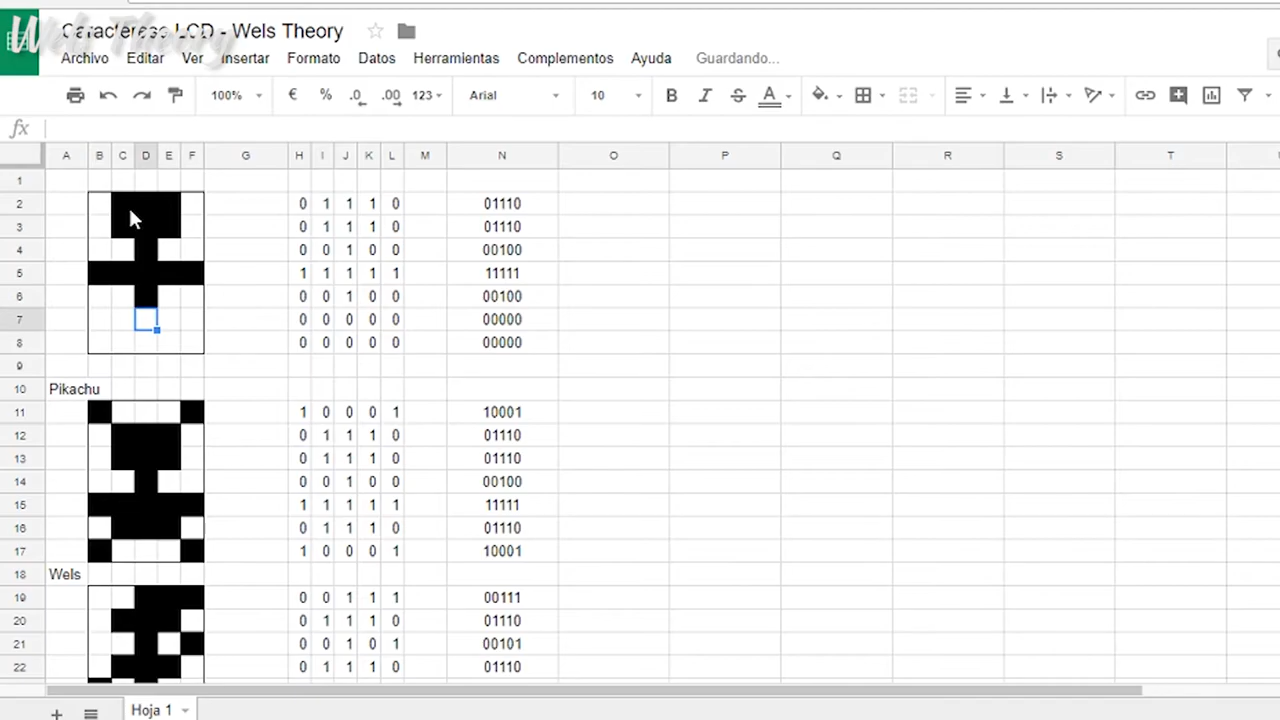 Wels Theory
Caracterese LCD - Wels Theory
Archivo Editar Ver Insertar Formato Datos Herramientas Complementos Ayuda Guardando...
100% € % .0 .00 123 Arial 10 B I S A
fx
A B C D E F G H I J K L M N O P Q R S T
1
2 0 1 1 1 0 01110
3 0 1 1 1 0 01110
4 0 0 1 0 0 00100
5 1 1 1 1 1 11111
6 0 0 1 0 0 00100
7 0 0 0 0 0 00000
8 0 0 0 0 0 00000
9
10 Pikachu
11 1 0 0 0 1 10001
12 0 1 1 1 0 01110
13 0 1 1 1 0 01110
14 0 0 1 0 0 00100
15 1 1 1 1 1 11111
16 0 1 1 1 0 01110
17 1 0 0 0 1 10001
18 Wels
19 0 0 1 1 1 00111
20 0 1 1 1 0 01110
21 0 0 1 0 1 00101
22 0 1 1 1 0 01110
Hoja 1